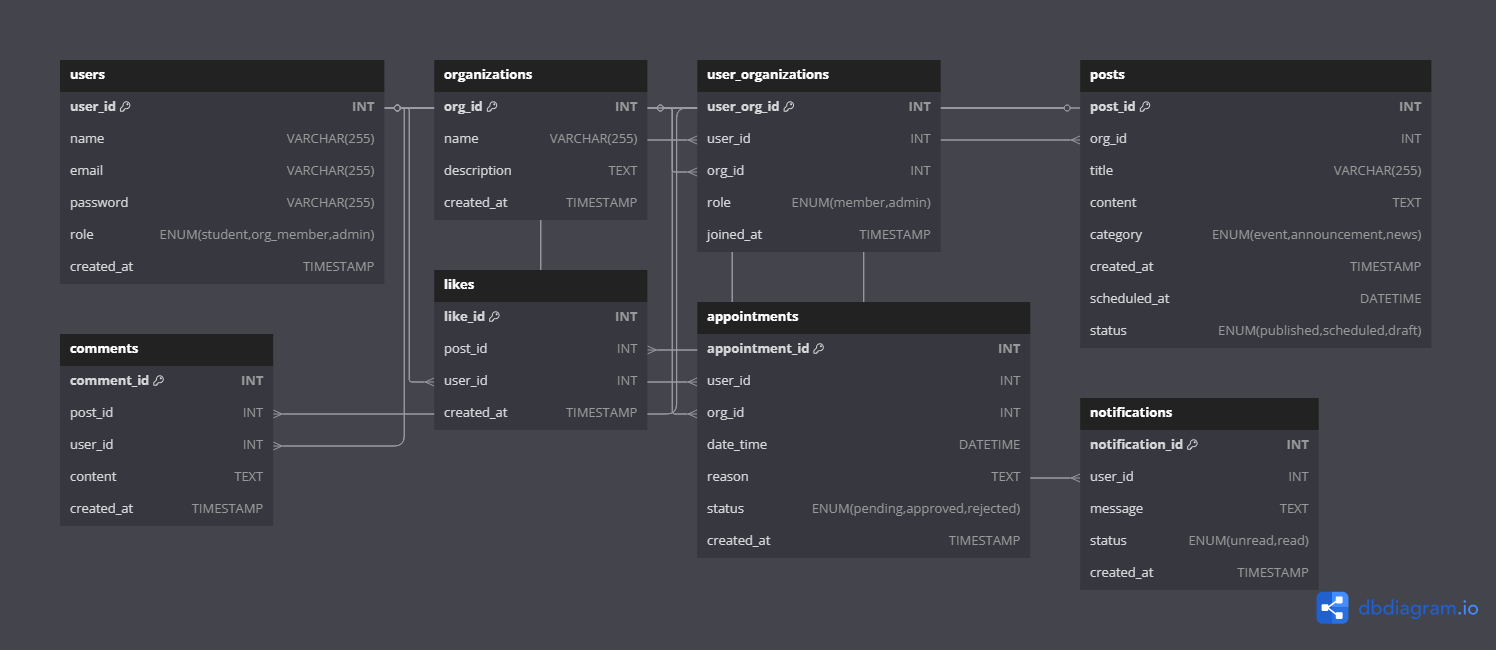 users
user_id INT
name VARCHAR(255)
email VARCHAR(255)
password VARCHAR(255)
role ENUM(student,org_member,admin)
created_at TIMESTAMP
organizations
org_id INT
name VARCHAR(255)
description TEXT
created_at TIMESTAMP
user_organizations
user_org_id INT
user_id INT
org_id INT
role ENUM(member,admin)
joined_at TIMESTAMP
posts
post_id INT
org_id INT
title VARCHAR(255)
content TEXT
category ENUM(event,announcement,news)
created_at TIMESTAMP
scheduled_at DATETIME
status ENUM(published,scheduled,draft)
comments
comment_id INT
post_id INT
user_id INT
content TEXT
created_at TIMESTAMP
likes
like_id INT
post_id INT
user_id INT
created_at TIMESTAMP
appointments
appointment_id INT
user_id INT
org_id INT
date_time DATETIME
reason TEXT
status ENUM(pending,approved,rejected)
created_at TIMESTAMP
notifications
notification_id INT
user_id INT
message TEXT
status ENUM(unread,read)
created_at TIMESTAMP
dbdiagram.io